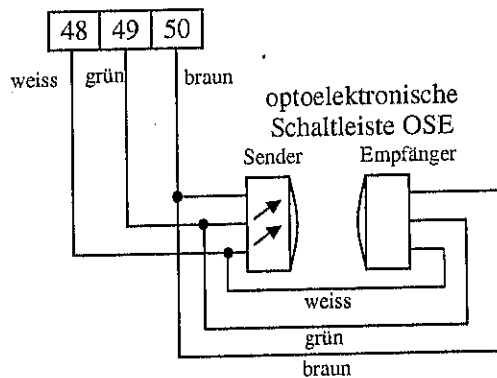 48 49 50
weiss grün braun
optoelektronische
Schaltleiste OSE
Sender Empfänger
weiss
grün
braun